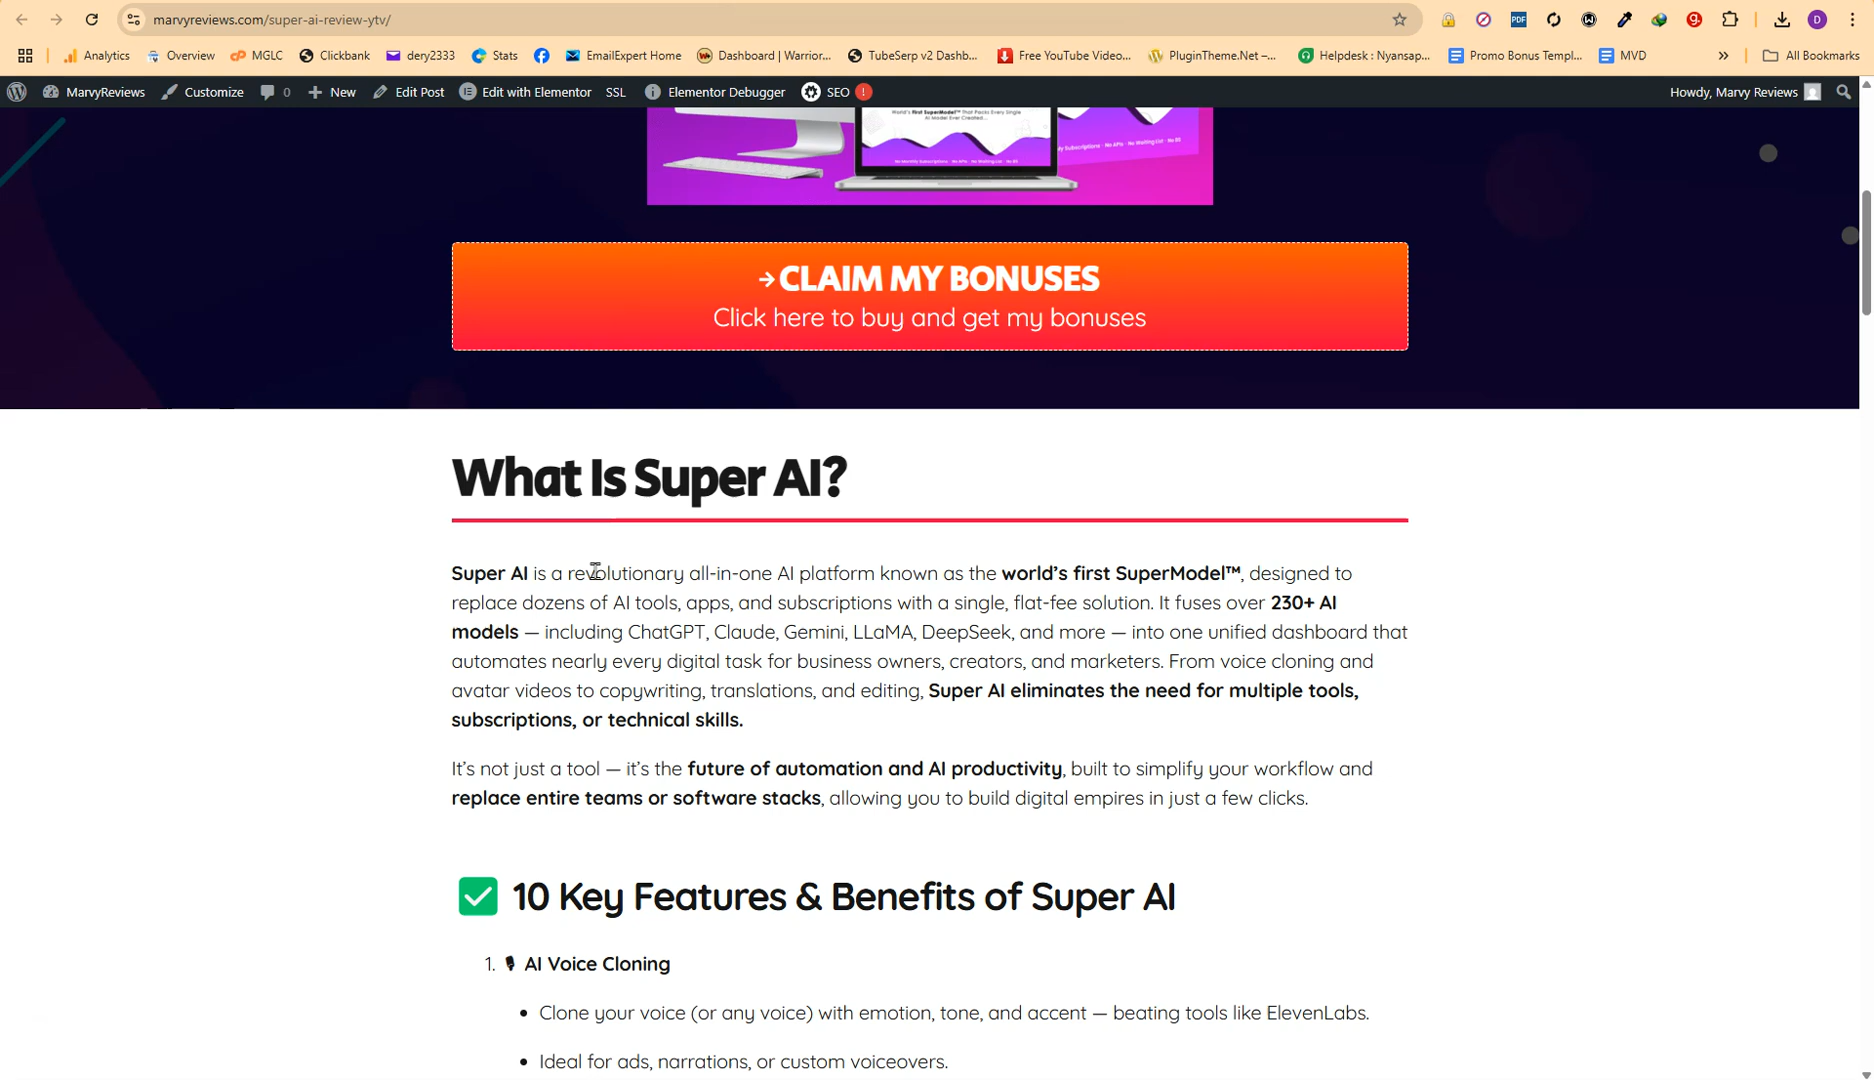 marvyreviews.com/super-ai-review-ytv/
Analytics
Overview
MGLC
Clickbank
dery2333
Stats
EmailExpert Home
Dashboard | Warrior...
TubeSerp v2 Dashb...
Free YouTube Video...
PluginTheme.Net –...
Helpdesk : Nyansap...
Promo Bonus Templ...
MVD
»
All Bookmarks
MarvyReviews
Customize
0
New
Edit Post
Edit with Elementor
SSL
Elementor Debugger
SEO
!
Howdy, Marvy Reviews
World's First SuperModel™ That Packs Every Single
AI Model Ever Created...
→ CLAIM MY BONUSES
Click here to buy and get my bonuses
What Is Super AI?
Super AI is a revolutionary all-in-one AI platform known as the world’s first SuperModel™, designed to
replace dozens of AI tools, apps, and subscriptions with a single, flat-fee solution. It fuses over 230+ AI
models — including ChatGPT, Claude, Gemini, LLaMA, DeepSeek, and more — into one unified dashboard that
automates nearly every digital task for business owners, creators, and marketers. From voice cloning and
avatar videos to copywriting, translations, and editing, Super AI eliminates the need for multiple tools,
subscriptions, or technical skills.
It’s not just a tool — it’s the future of automation and AI productivity, built to simplify your workflow and
replace entire teams or software stacks, allowing you to build digital empires in just a few clicks.
✅ 10 Key Features & Benefits of Super AI
1. 🎙 AI Voice Cloning
• Clone your voice (or any voice) with emotion, tone, and accent — beating tools like ElevenLabs.
• Ideal for ads, narrations, or custom voiceovers.